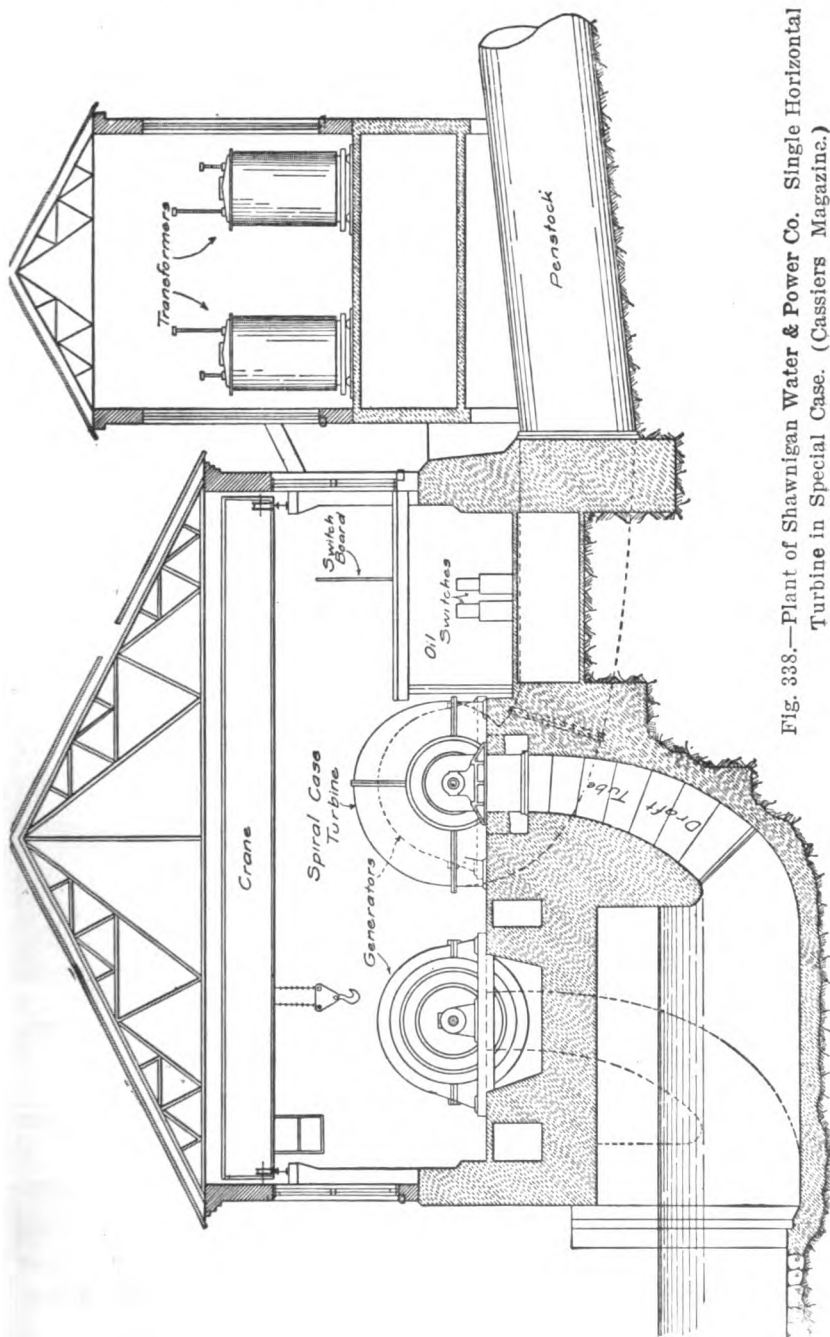 Transformers
Penstock
Crane
Switch
Board
Oil
Switches
Spiral Case
Turbine
Generators
Draft Tube
Fig. 338.—Plant of Shawnigan Water & Power Co. Single Horizontal
Turbine in Special Case. (Cassiers Magazine.)